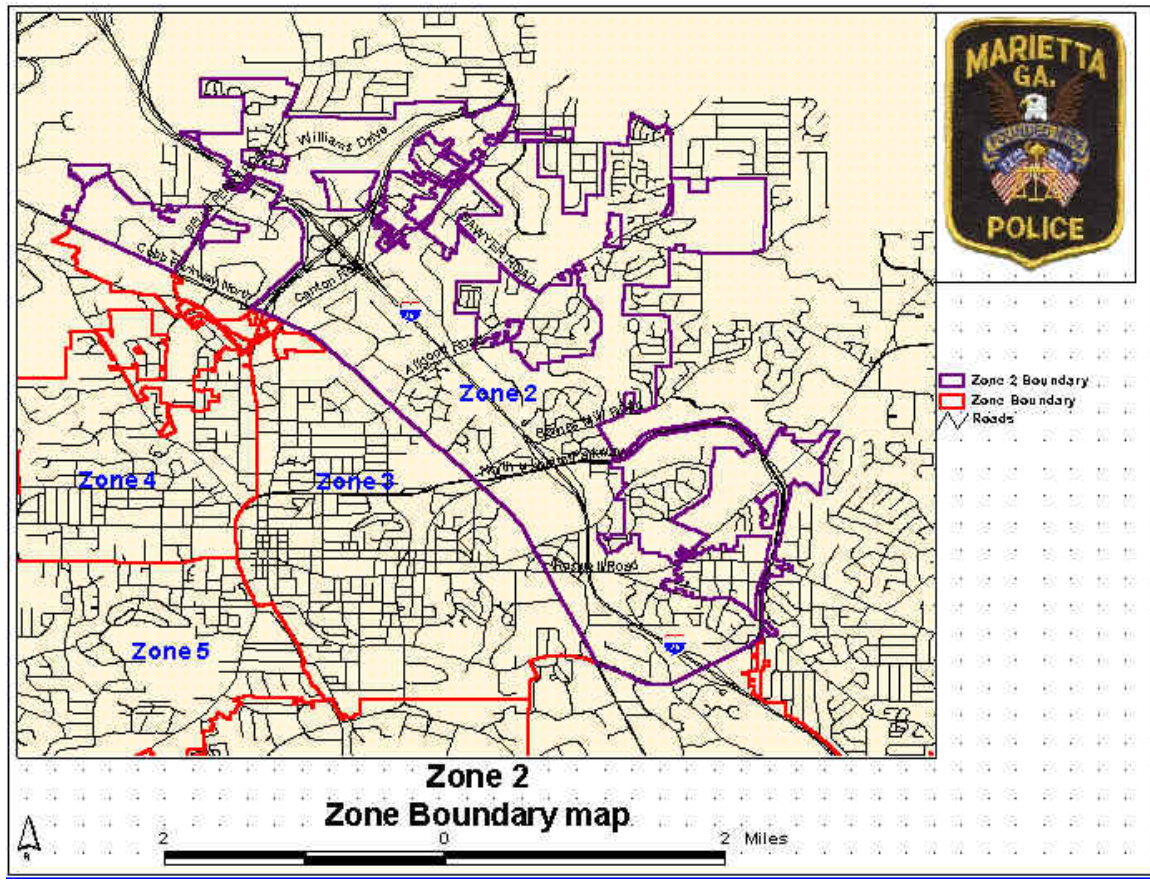 MARIETTA
GA.
POLICE
Williams Drive
SAWYER ROAD
Cobb Parkway North
Canton Rd
Allgood Road
Zone 2
Zone 4
Zone 3
Roswell Road
Zone 5
Zone 2 Boundary
Zone Boundary
Roads
Zone 2
Zone Boundary map
2 0 2 Miles